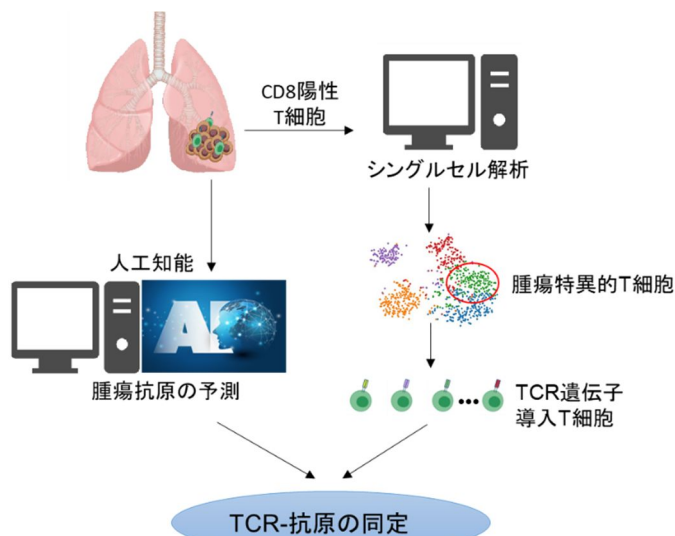 CD8陽性
T細胞
シングルセル解析
人工知能
AI
腫瘍特異的T細胞
腫瘍抗原の予測
TCR遺伝子
導入T細胞
TCR-抗原の同定